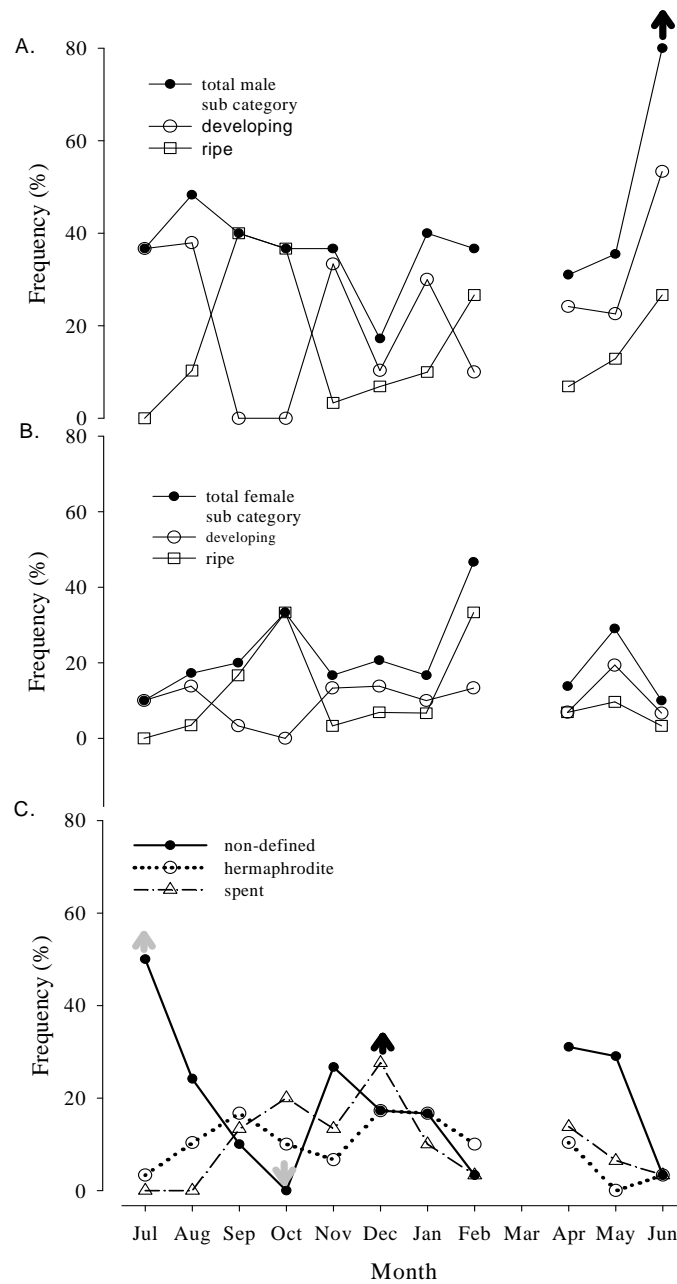 A.
80
60
40
20
0
Frequency (%)
total male
sub category
developing
ripe
B.
80
60
40
20
0
Frequency (%)
total female
sub category
developing
ripe
C.
80
60
40
20
0
Frequency (%)
non-defined
hermaphrodite
spent
Jul Aug Sep Oct Nov Dec Jan Feb Mar Apr May Jun
Month